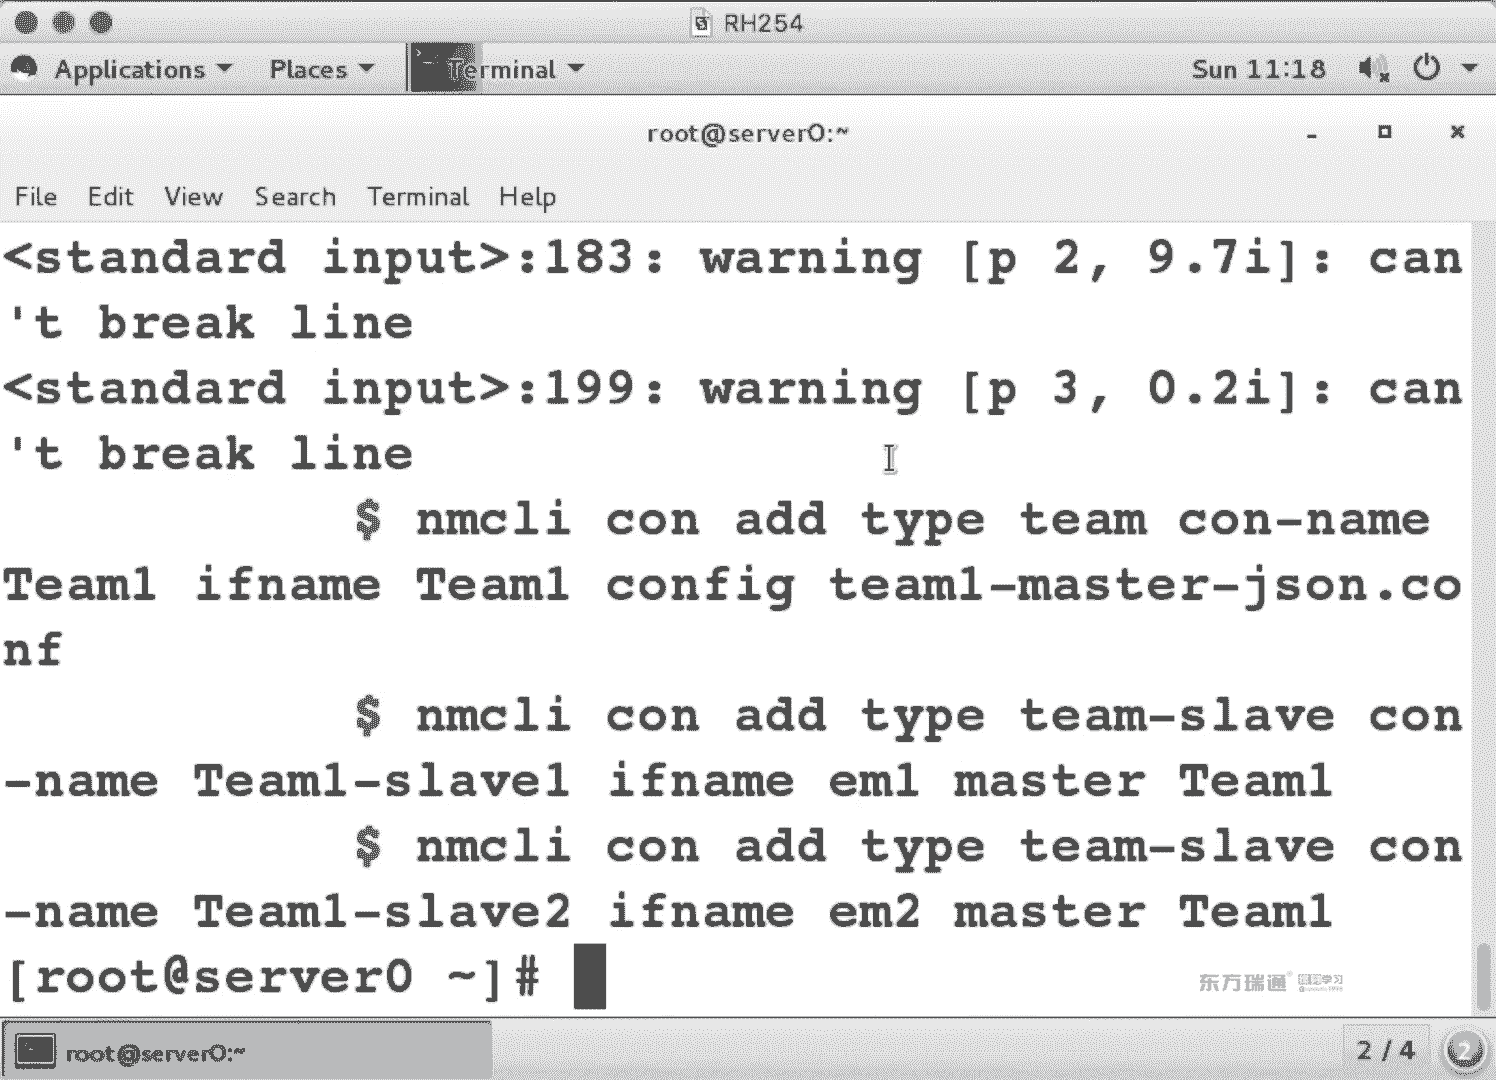 RH254
Applications Places Terminal Sun 11:18
root@server0:~
File Edit View Search Terminal Help
<standard input>:183: warning [p 2, 9.7i]: can
't break line
<standard input>:199: warning [p 3, 0.2i]: can
't break line
$ nmcli con add type team con-name
Team1 ifname Team1 config team1-master-json.co
nf
$ nmcli con add type team-slave con
-name Team1-slave1 ifname em1 master Team1
$ nmcli con add type team-slave con
-name Team1-slave2 ifname em2 master Team1
[root@server0 ~]#
东方瑞通
root@server0:~ 2 / 4 2